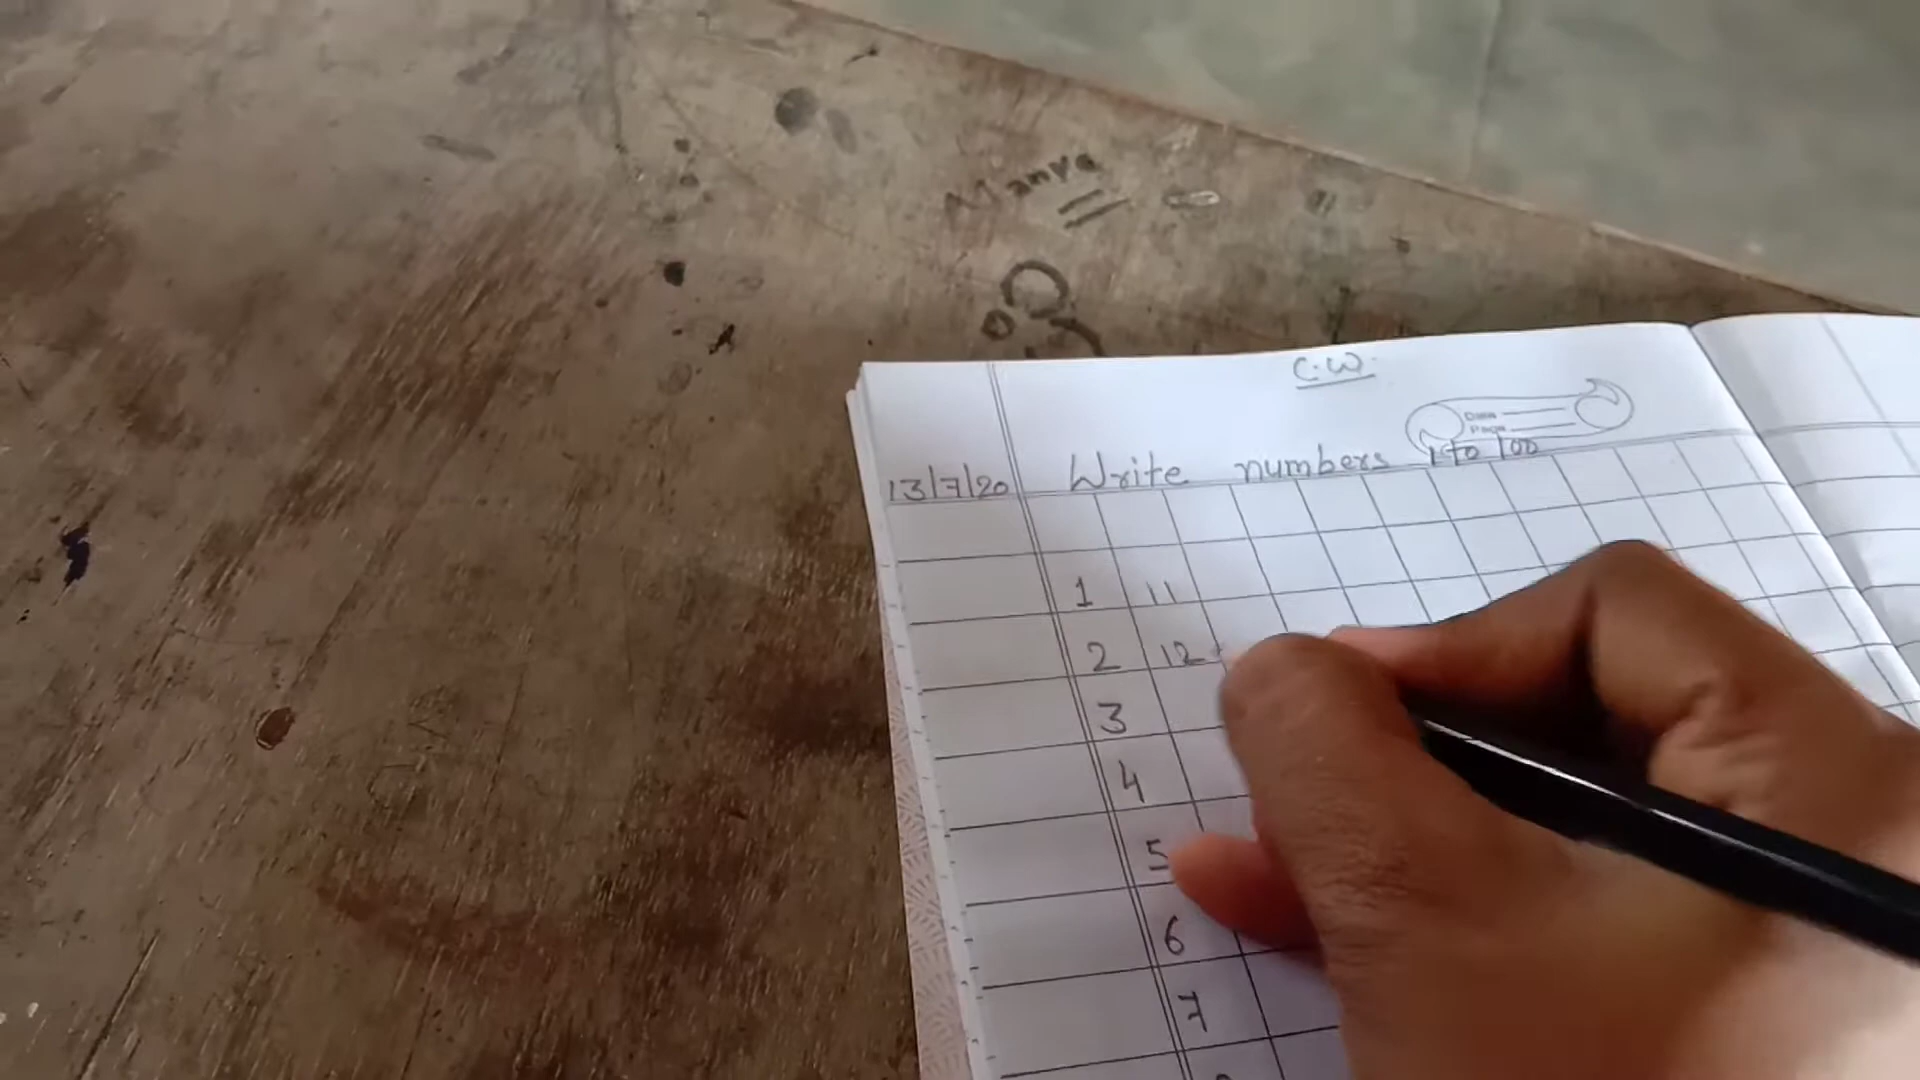 Manya
C.W.
Date
Page
13/7/20 Write numbers 1 to 100
1 11
2 12
3
4
5
6
7